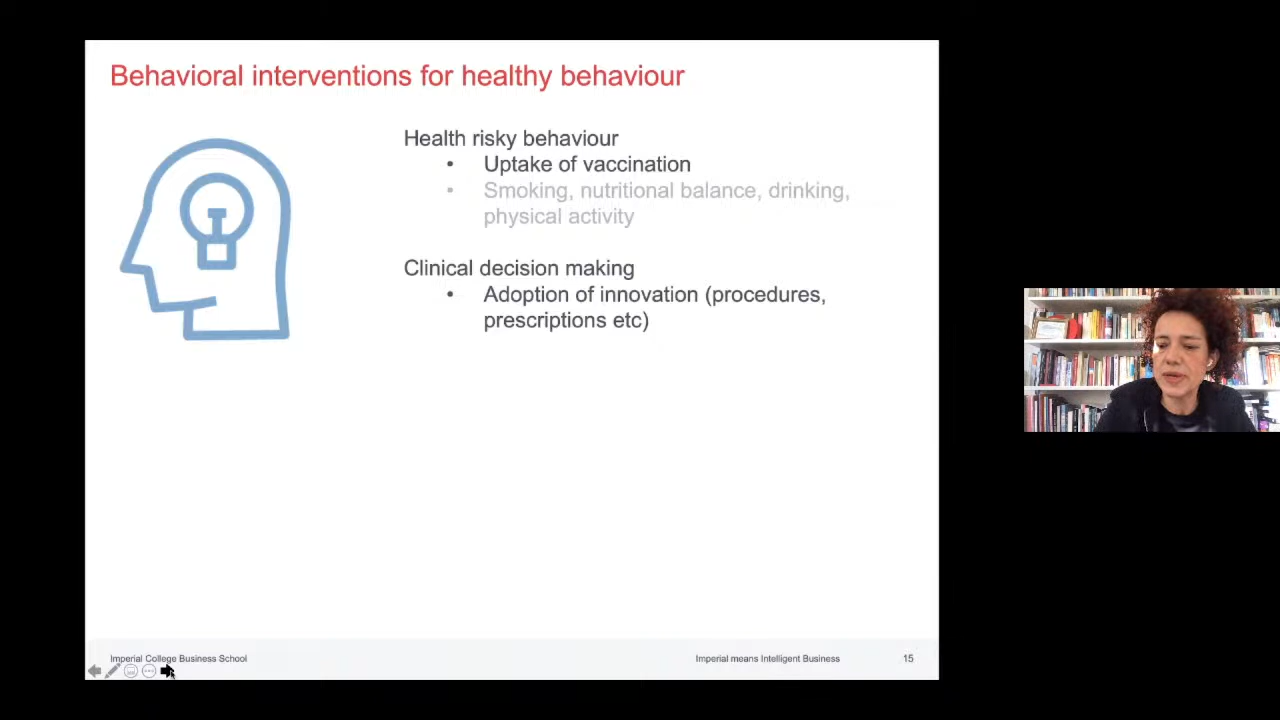 Behavioral interventions for healthy behaviour
Health risky behaviour
• Uptake of vaccination
• Smoking, nutritional balance, drinking,
physical activity
Clinical decision making
• Adoption of innovation (procedures,
prescriptions etc)
Imperial College Business School
Imperial means Intelligent Business
15